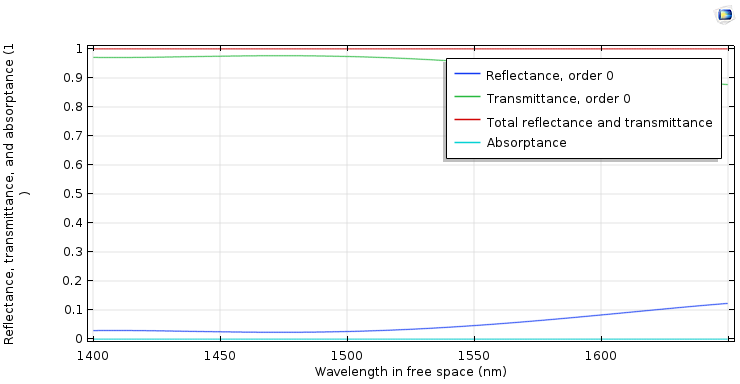 Reflectance, transmittance, and absorptance (1
)
1
0.9
0.8
0.7
0.6
0.5
0.4
0.3
0.2
0.1
0
Reflectance, order 0
Transmittance, order 0
Total reflectance and transmittance
Absorptance
1400 1450 1500 1550 1600
Wavelength in free space (nm)